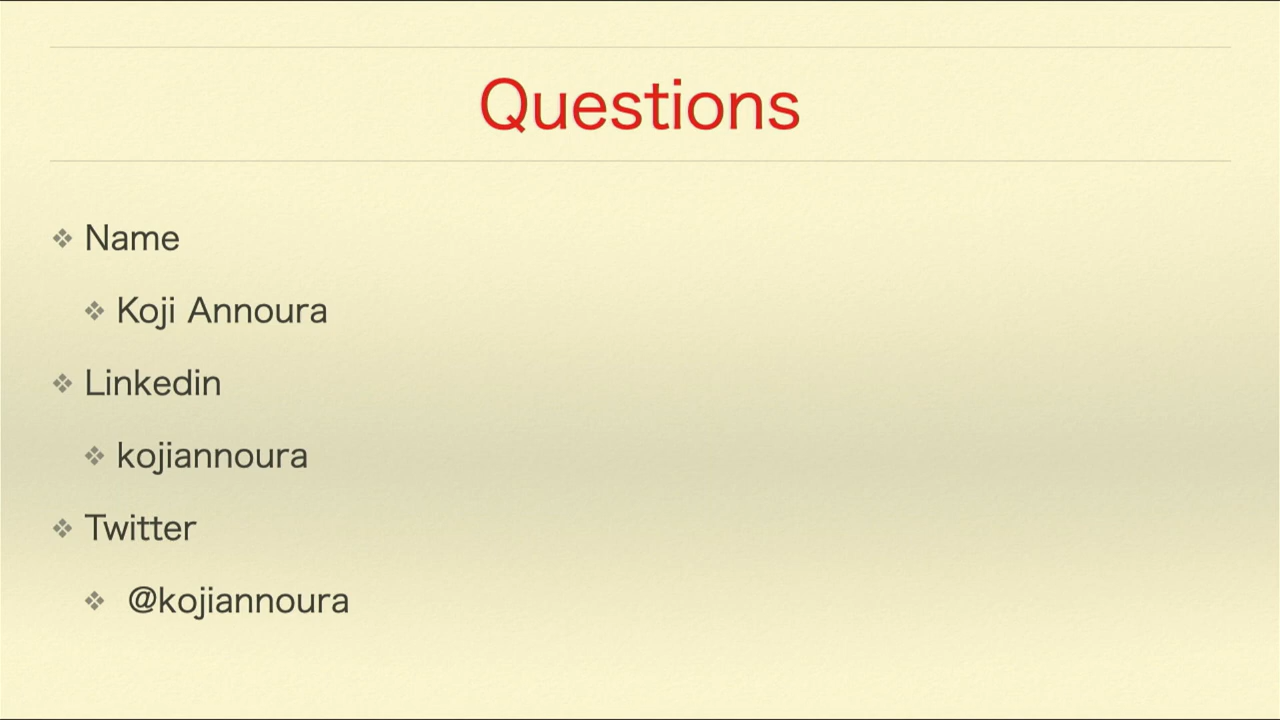 Questions
❖ Name
❖ Koji Annoura
❖ Linkedin
❖ kojiannoura
❖ Twitter
❖ @kojiannoura